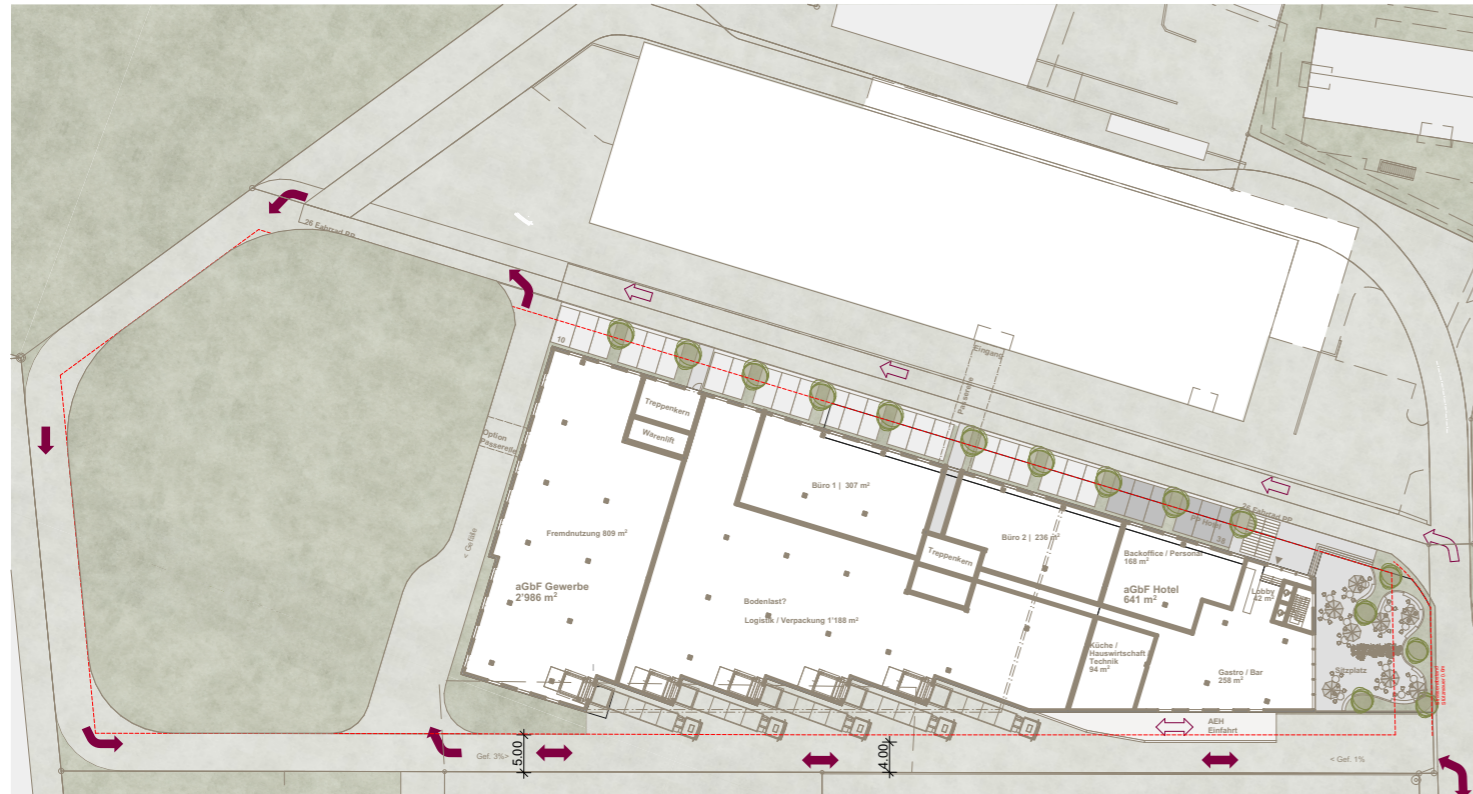 26 Fahrrad PP
10
Eingang
Passerelle
Treppenkern
Warenlift
Option
Passerelle
Büro 1 | 307 m²
26 Fahrrad PP
PP Hotel
38
Fremdnutzung 809 m²
< Gefälle
Büro 2 | 236 m²
Treppenkern
Backoffice / Personal
168 m²
aGbF Gewerbe
2'986 m²
aGbF Hotel
641 m²
Lobby
42 m²
Bodenlast?
Logistik / Verpackung 1'188 m²
Küche /
Hauswirtschaft /
Technik
94 m²
Gastro / Bar
258 m²
Sitzplatz
AEH
Einfahrt
Gef. 3%>
5.00
4.00
< Gef. 1%